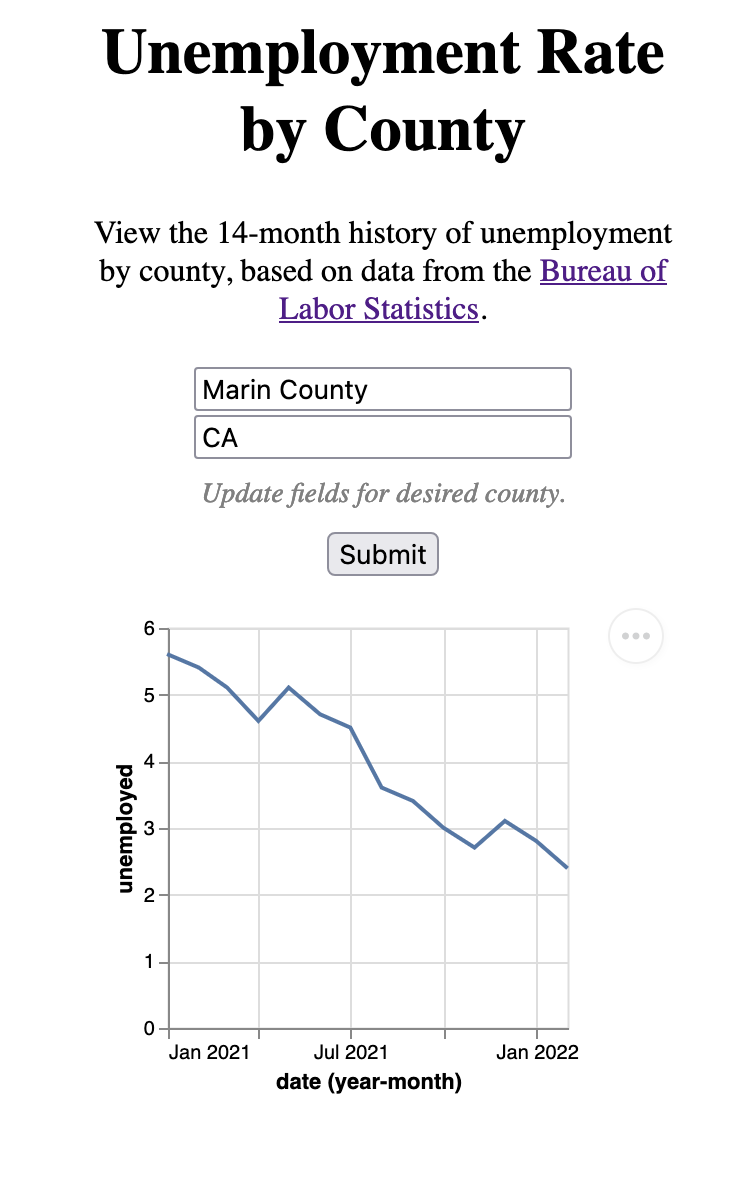 Unemployment Rate
by County
View the 14-month history of unemployment
by county, based on data from the Bureau of
Labor Statistics.
Marin County
CA
Update fields for desired county.
Submit
6
5
4
3
2
1
0
unemployed
Jan 2021 Jul 2021 Jan 2022
date (year-month)